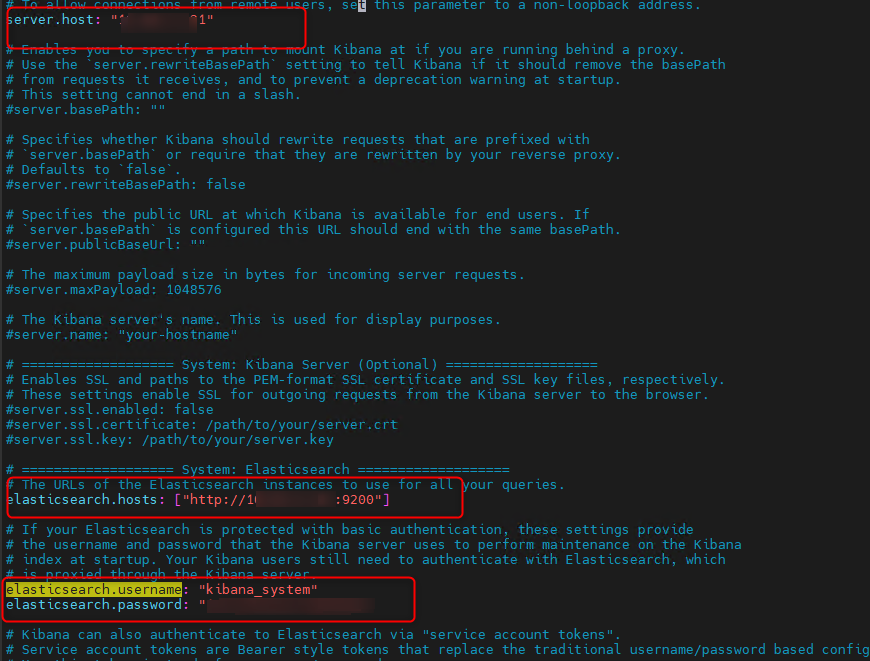 # To allow connections from remote users, set this parameter to a non-loopback address.
server.host: "1 1"
# Enables you to specify a path to mount Kibana at if you are running behind a proxy.
# Use the `server.rewriteBasePath` setting to tell Kibana if it should remove the basePath
# from requests it receives, and to prevent a deprecation warning at startup.
# This setting cannot end in a slash.
#server.basePath: ""
# Specifies whether Kibana should rewrite requests that are prefixed with
# `server.basePath` or require that they are rewritten by your reverse proxy.
# Defaults to `false`.
#server.rewriteBasePath: false
# Specifies the public URL at which Kibana is available for end users. If
# `server.basePath` is configured this URL should end with the same basePath.
#server.publicBaseUrl: ""
# The maximum payload size in bytes for incoming server requests.
#server.maxPayload: 1048576
# The Kibana server's name. This is used for display purposes.
#server.name: "your-hostname"
# =================== System: Kibana Server (Optional) ===================
# Enables SSL and paths to the PEM-format SSL certificate and SSL key files, respectively.
# These settings enable SSL for outgoing requests from the Kibana server to the browser.
#server.ssl.enabled: false
#server.ssl.certificate: /path/to/your/server.crt
#server.ssl.key: /path/to/your/server.key
# =================== System: Elasticsearch ===================
# The URLs of the Elasticsearch instances to use for all your queries.
elasticsearch.hosts: ["http://1 :9200"]
# If your Elasticsearch is protected with basic authentication, these settings provide
# the username and password that the Kibana server uses to perform maintenance on the Kibana
# index at startup. Your Kibana users still need to authenticate with Elasticsearch, which
# is proxied through the Kibana server.
elasticsearch.username: "kibana_system"
elasticsearch.password: "
# Kibana can also authenticate to Elasticsearch via "service account tokens".
# Service account tokens are Bearer style tokens that replace the traditional username/password based config